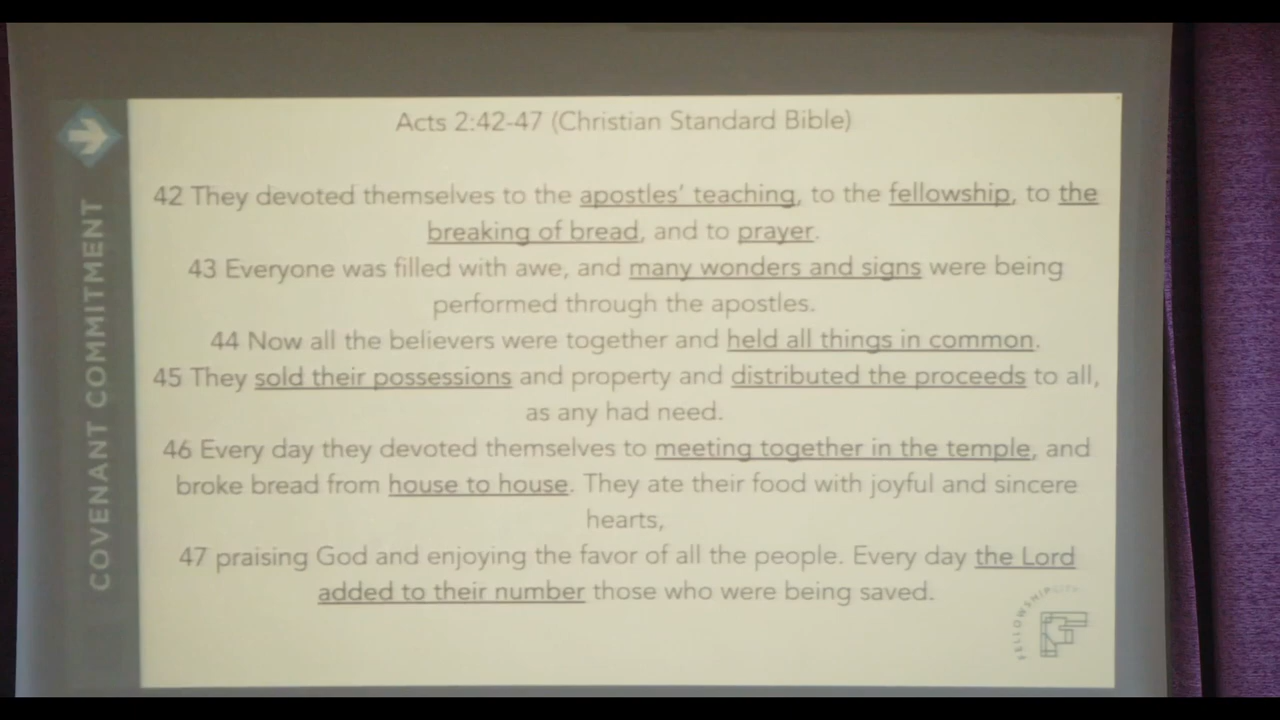 Acts 2:42-47 (Christian Standard Bible)
42 They devoted themselves to the apostles’ teaching, to the fellowship, to the
breaking of bread, and to prayer.
43 Everyone was filled with awe, and many wonders and signs were being
performed through the apostles.
44 Now all the believers were together and held all things in common.
45 They sold their possessions and property and distributed the proceeds to all,
as any had need.
46 Every day they devoted themselves to meeting together in the temple, and
broke bread from house to house. They ate their food with joyful and sincere
hearts,
47 praising God and enjoying the favor of all the people. Every day the Lord
added to their number those who were being saved.
COVENANT COMMITMENT
FELLOWSHIPCITY